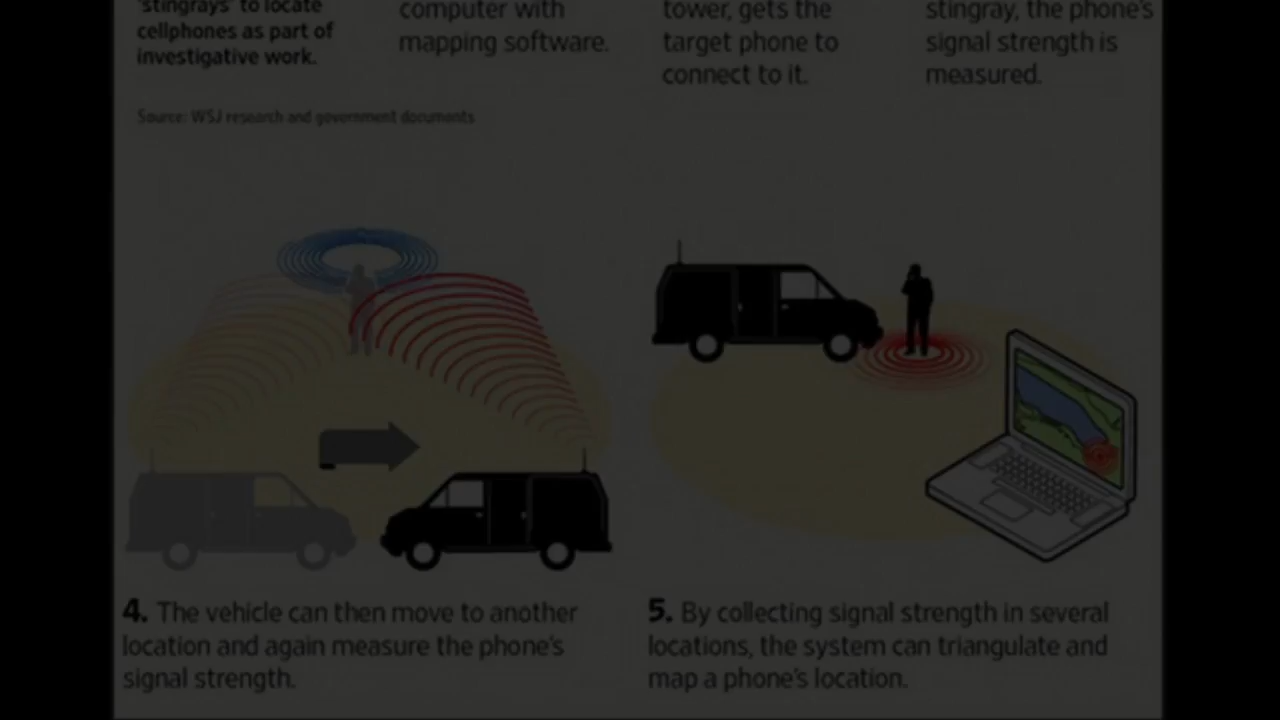 'stingrays' to locate
cellphones as part of
investigative work.
computer with
mapping software.
tower, gets the
target phone to
connect to it.
stingray, the phone's
signal strength is
measured.
Source: WSJ research and government documents
4. The vehicle can then move to another
location and again measure the phone's
signal strength.
5. By collecting signal strength in several
locations, the system can triangulate and
map a phone's location.